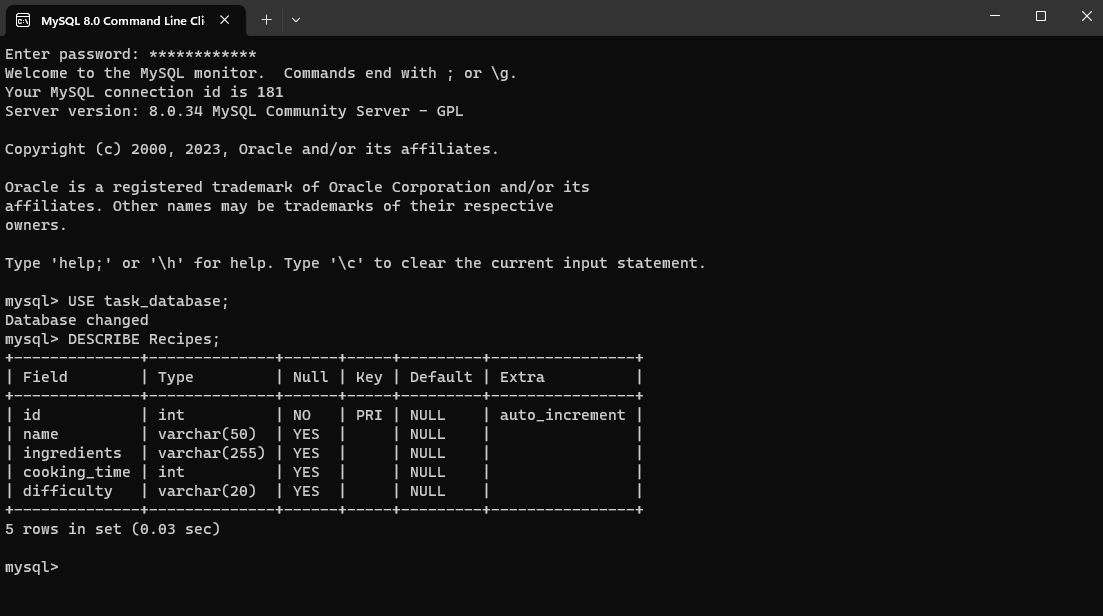 MySQL 8.0 Command Line Cli
Enter password: ************
Welcome to the MySQL monitor.  Commands end with ; or \g.
Your MySQL connection id is 181
Server version: 8.0.34 MySQL Community Server - GPL
Copyright (c) 2000, 2023, Oracle and/or its affiliates.
Oracle is a registered trademark of Oracle Corporation and/or its
affiliates. Other names may be trademarks of their respective
owners.
Type 'help;' or '\h' for help. Type '\c' to clear the current input statement.
mysql> USE task_database;
Database changed
mysql> DESCRIBE Recipes;
+--------------+--------------+------+-----+---------+----------------+
| Field        | Type         | Null | Key | Default | Extra          |
+--------------+--------------+------+-----+---------+----------------+
| id           | int          | NO   | PRI | NULL    | auto_increment |
| name         | varchar(50)  | YES  |     | NULL    |                |
| ingredients  | varchar(255) | YES  |     | NULL    |                |
| cooking_time | int          | YES  |     | NULL    |                |
| difficulty   | varchar(20)  | YES  |     | NULL    |                |
+--------------+--------------+------+-----+---------+----------------+
5 rows in set (0.03 sec)
mysql>